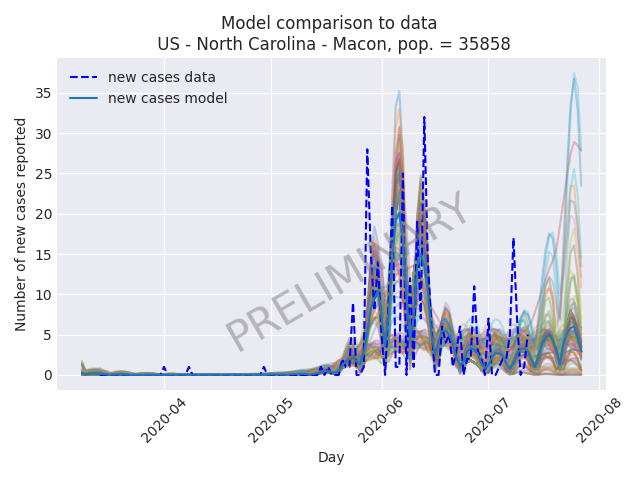 Model comparison to data
US - North Carolina - Macon, pop. = 35858
new cases data
new cases model
Number of new cases reported
35
30
25
20
15
10
5
0
PRELIMINARY
2020-04
2020-05
2020-06
2020-07
2020-08
Day